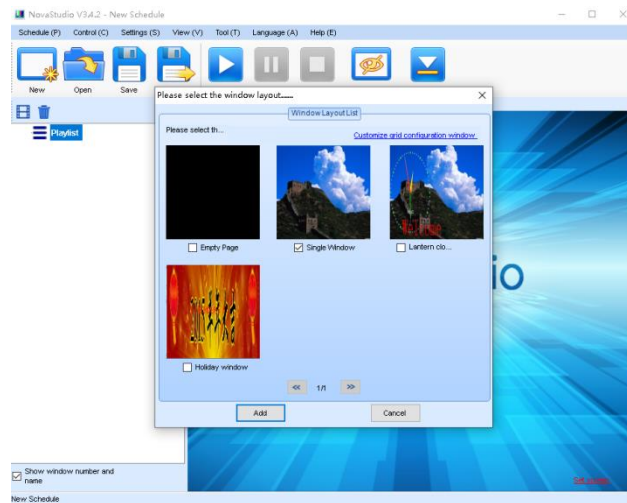 NovaStudio V3.4.2 - New Schedule
Schedule (P) Control (C) Settings (S) View (V) Tool (T) Language (A) Help (E)
New Open Save
Please select the window layout......
Window Layout List
Please select th...
Customize grid configuration window.
Playlist
Empty Page
Single Window
Lantern clo...
Holiday window
1/1
Add Cancel
io
Show window number and
name
New Schedule